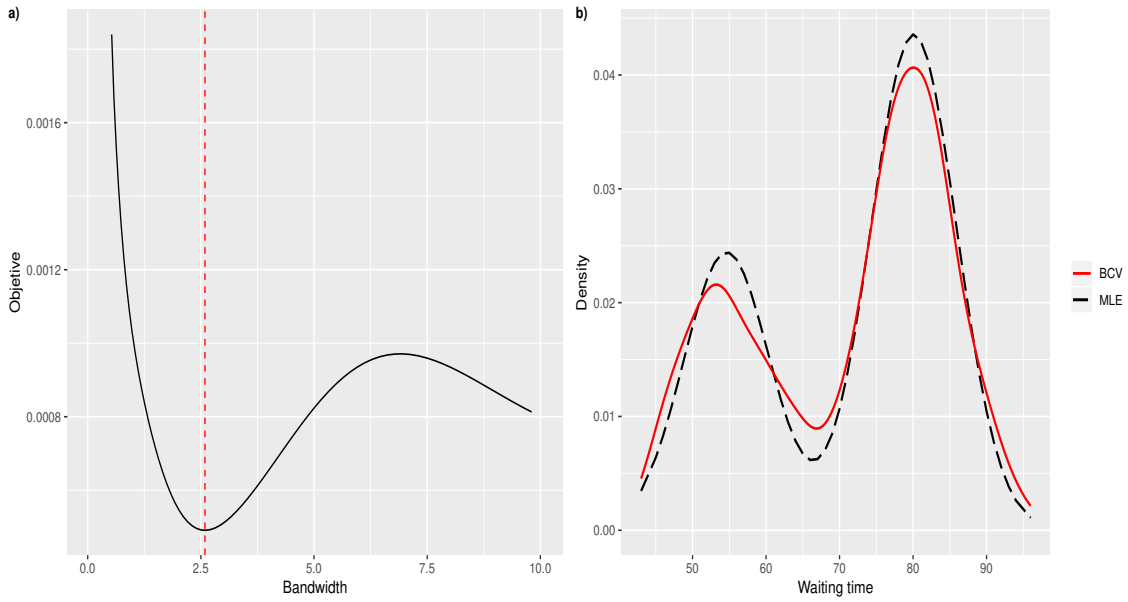 a)
Objetive
0.0016
0.0012
0.0008
0.0 2.5 5.0 7.5 10.0
Bandwidth
b)
Density
0.04
0.03
0.02
0.01
0.00
50 60 70 80 90
Waiting time
BCV
MLE